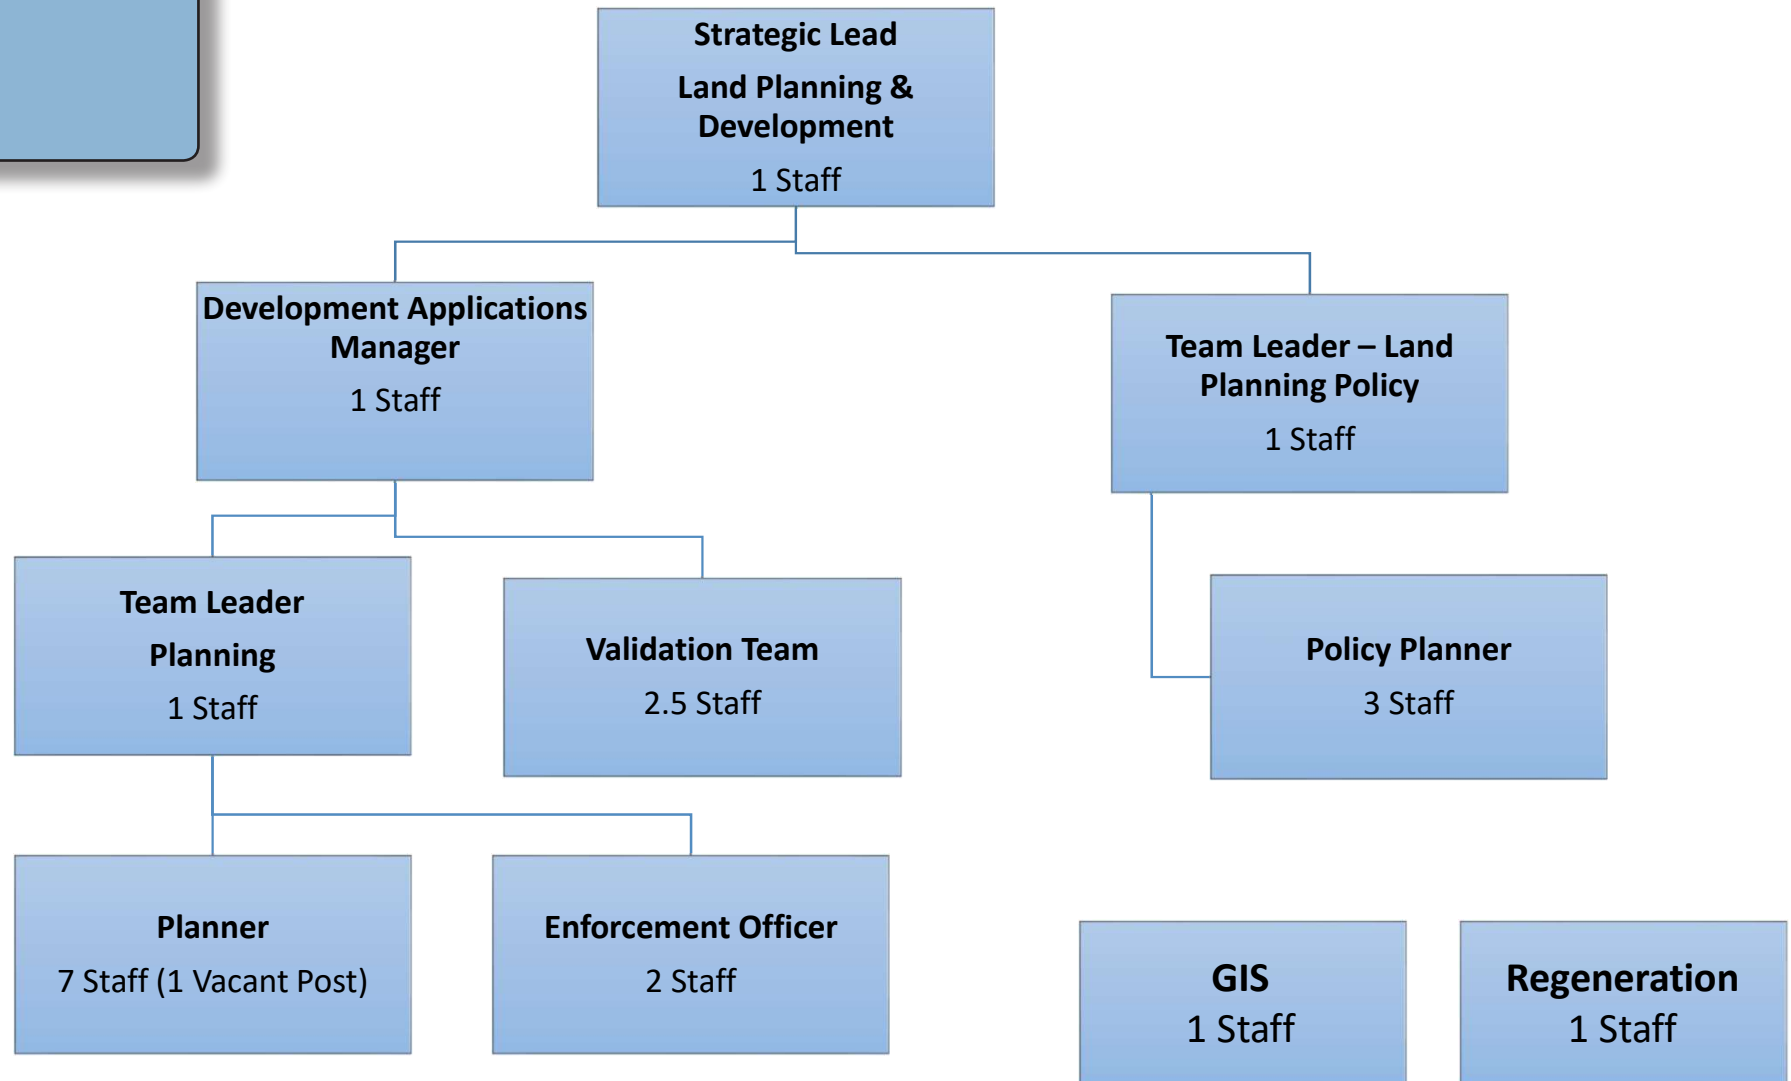 Strategic Lead
Land Planning &
Development
1 Staff
Development Applications
Manager
1 Staff
Team Leader – Land
Planning Policy
1 Staff
Team Leader
Planning
1 Staff
Validation Team
2.5 Staff
Policy Planner
3 Staff
Planner
7 Staff (1 Vacant Post)
Enforcement Officer
2 Staff
GIS
1 Staff
Regeneration
1 Staff